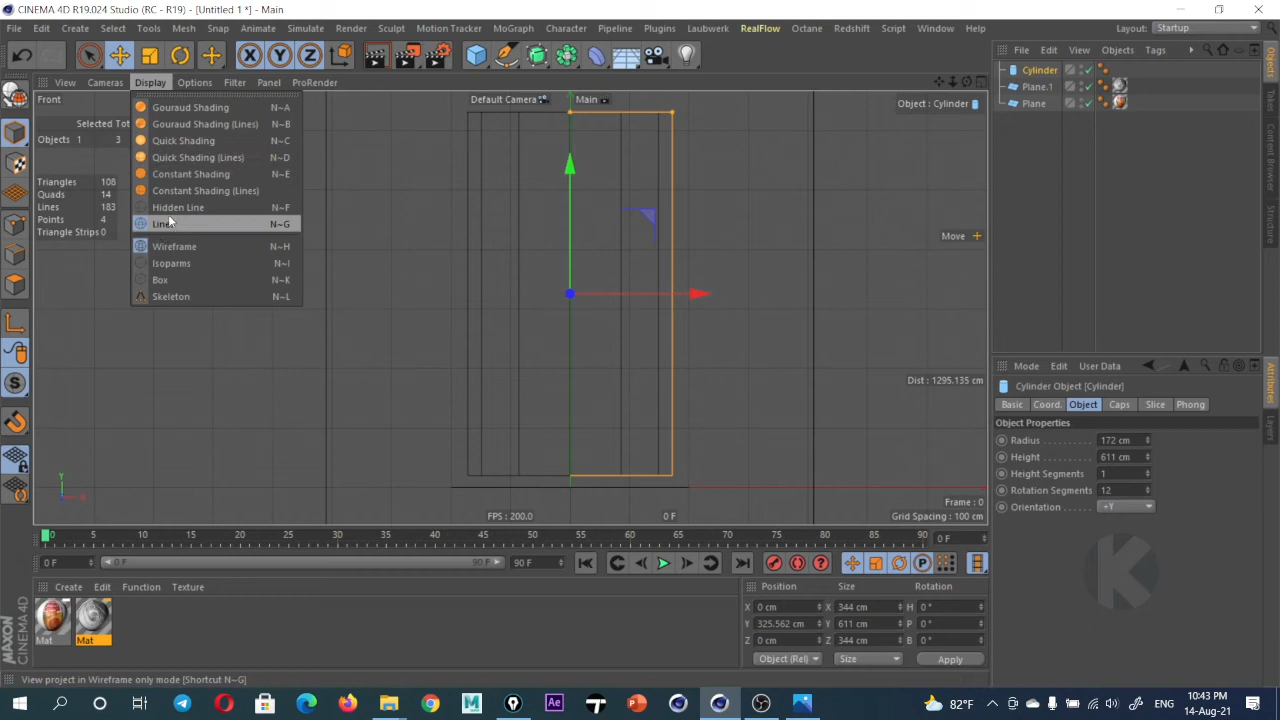 CINEMA 4D R19.024 Studio (RC - R19) - [Untitled 1 *] - Main
File Edit Create Select Tools Mesh Snap Animate Simulate Render Sculpt Motion Tracker MoGraph Character Pipeline Plugins Laubwerk RealFlow Octane Redshift Script Window Help Layout: Startup
View Cameras Display Options Filter Panel ProRender
File Edit View Objects Tags
Front
Default Camera
Main
Object : Cylinder
Selected Tot
Objects 1 3
Triangles 108
Quads 14
Lines 183
Points 4
Triangle Strips 0
Gouraud Shading N~A
Gouraud Shading (Lines) N~B
Quick Shading N~C
Quick Shading (Lines) N~D
Constant Shading N~E
Constant Shading (Lines) N~F
Hidden Line N~F
N~G
Wireframe N~H
Isoparms N~I
Box N~K
Skeleton N~L
Move
Dist : 1295.135 cm
Y
X
Frame : 0
FPS : 200.0
0 F
Grid Spacing : 100 cm
Cylinder
Plane.1
Plane
Objects
Takes
Content Browser
Structure
Mode Edit User Data
Cylinder Object [Cylinder]
Basic Coord. Object Caps Slice Phong
Object Properties
Radius 172 cm
Height 611 cm
Height Segments 1
Rotation Segments 12
Orientation +Y
Attributes
Layers
0 5 10 15 20 25 30 35 40 45 50 55 60 65 70 75 80 85 90 0 F
0 F 0 F 90 F 90 F
Create Edit Function Texture
Mat Mat
Position Size Rotation
X 0 cm X 344 cm H 0 °
Y 325.562 cm Y 611 cm P 0 °
Z 0 cm Z 344 cm B 0 °
Object (Rel) Size Apply
MAXON CINEMA 4D
View project in Wireframe only mode [Shortcut N~G]
82°F
10:43 PM
14-Aug-21